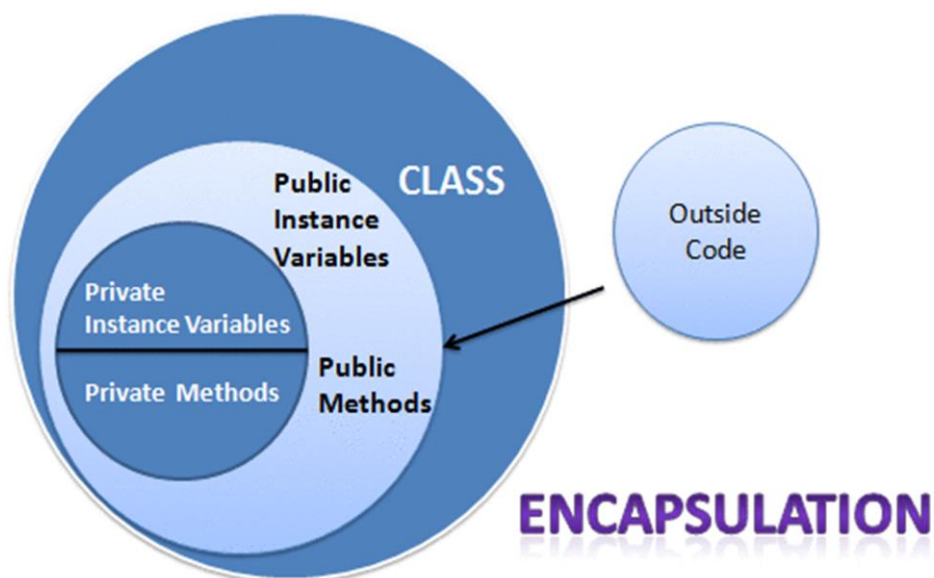 Public
Instance
Variables
CLASS
Outside
Code
Private
Instance Variables
Private Methods
Public
Methods
ENCAPSULATION